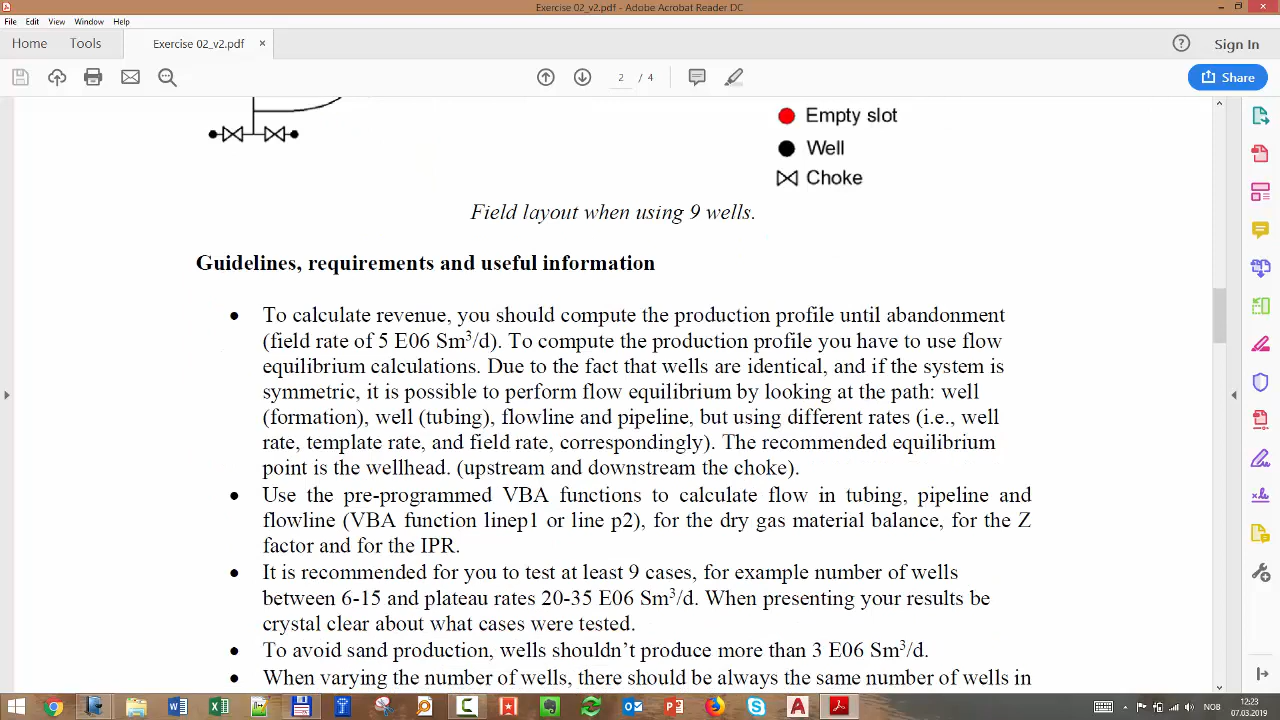 Exercise 02_v2.pdf - Adobe Acrobat Reader DC
File Edit View Window Help
Home Tools Exercise 02_v2.pdf × Sign In
2 / 4 Share
Empty slot
Well
Choke
Field layout when using 9 wells.
Guidelines, requirements and useful information
• To calculate revenue, you should compute the production profile until abandonment
(field rate of 5 E06 Sm³/d). To compute the production profile you have to use flow
equilibrium calculations. Due to the fact that wells are identical, and if the system is
symmetric, it is possible to perform flow equilibrium by looking at the path: well
(formation), well (tubing), flowline and pipeline, but using different rates (i.e., well
rate, template rate, and field rate, correspondingly). The recommended equilibrium
point is the wellhead. (upstream and downstream the choke).
• Use the pre-programmed VBA functions to calculate flow in tubing, pipeline and
flowline (VBA function linep1 or line p2), for the dry gas material balance, for the Z
factor and for the IPR.
• It is recommended for you to test at least 9 cases, for example number of wells
between 6-15 and plateau rates 20-35 E06 Sm³/d. When presenting your results be
crystal clear about what cases were tested.
• To avoid sand production, wells shouldn't produce more than 3 E06 Sm³/d.
• When varying the number of wells, there should be always the same number of wells in
NOB
12:23
07.03.2019